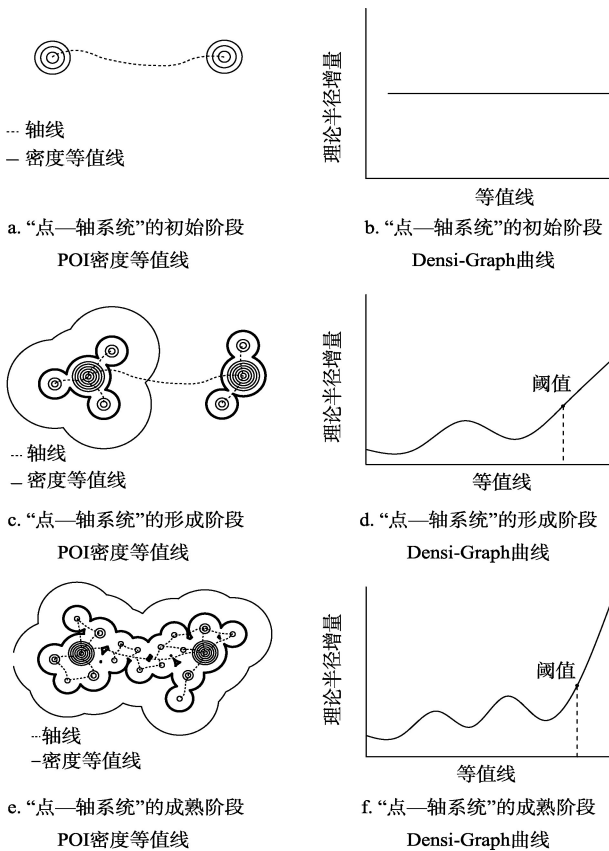 轴线
密度等值线
a. “点—轴系统”的初始阶段
POI密度等值线
理论半径增量
等值线
b. “点—轴系统”的初始阶段
Densi-Graph曲线
轴线
密度等值线
c. “点—轴系统”的形成阶段
POI密度等值线
理论半径增量
阈值
等值线
d. “点—轴系统”的形成阶段
Densi-Graph曲线
轴线
密度等值线
e. “点—轴系统”的成熟阶段
POI密度等值线
理论半径增量
阈值
等值线
f. “点—轴系统”的成熟阶段
Densi-Graph曲线